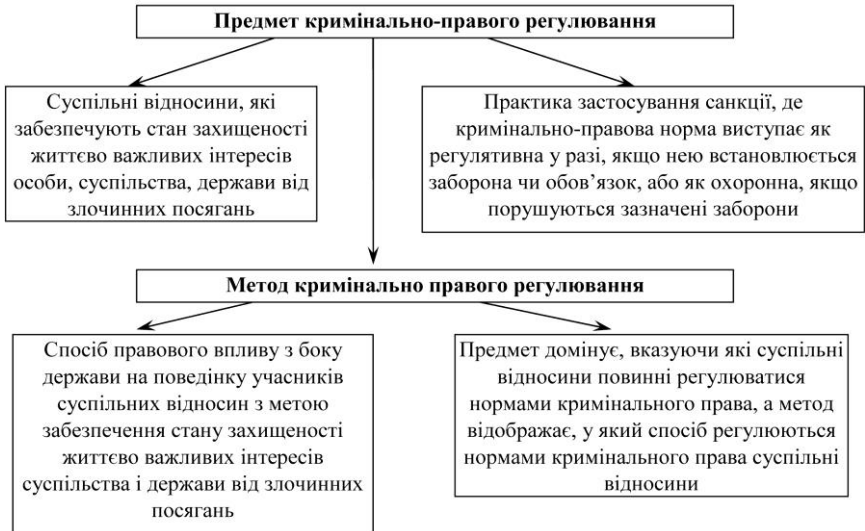 Предмет кримінально-правого регулювання
Суспільні відносини, які
забезпечують стан захищеності
життєво важливих інтересів
особи, суспільства, держави від
злочинних посягань
Практика застосування санкції, де
кримінально-правова норма виступає як
регулятивна у разі, якщо нею встановлюється
заборона чи обов’язок, або як охоронна, якщо
порушуються зазначені заборони
Метод кримінально правого регулювання
Спосіб правового впливу з боку
держави на поведінку учасників
суспільних відносин з метою
забезпечення стану захищеності
життєво важливих інтересів
суспільства і держави від злочинних
посягань
Предмет домінує, вказуючи які суспільні
відносини повинні регулюватися
нормами кримінального права, а метод
відображає, у який спосіб регулюються
нормами кримінального права суспільні
відносини